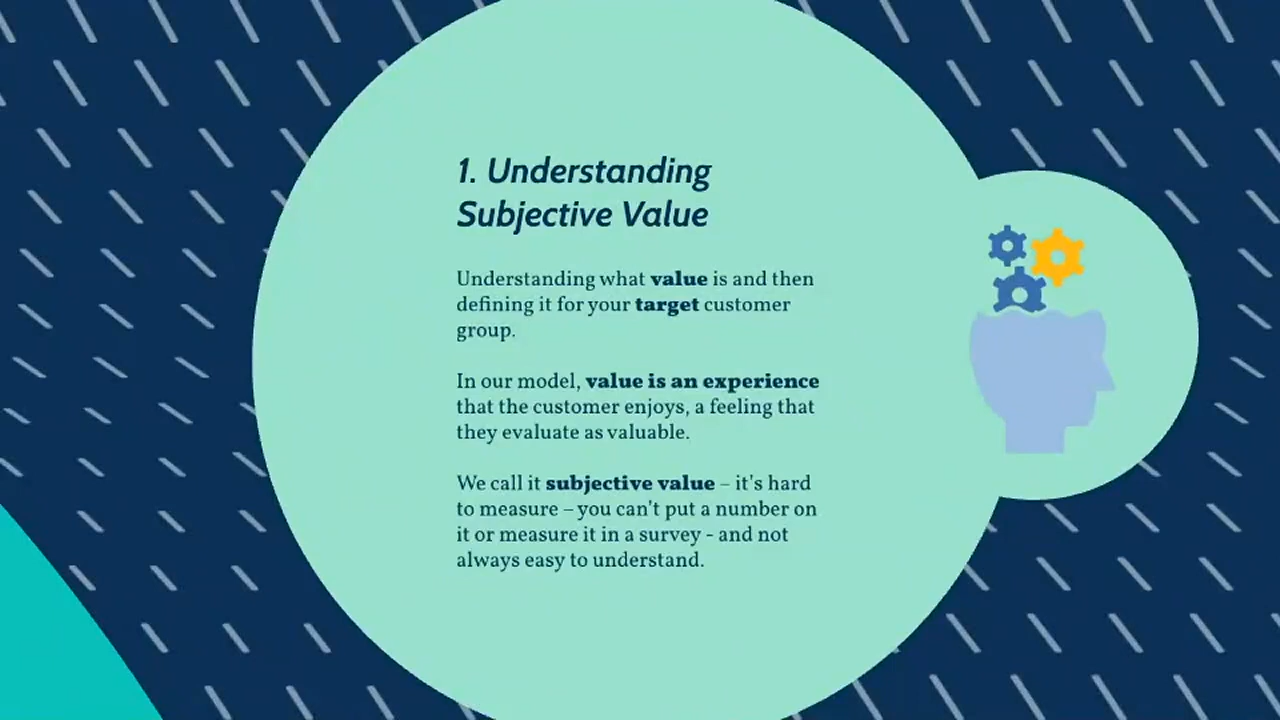 1. Understanding
Subjective Value
Understanding what value is and then
defining it for your target customer
group.
In our model, value is an experience
that the customer enjoys, a feeling that
they evaluate as valuable.
We call it subjective value – it’s hard
to measure – you can’t put a number on
it or measure it in a survey - and not
always easy to understand.